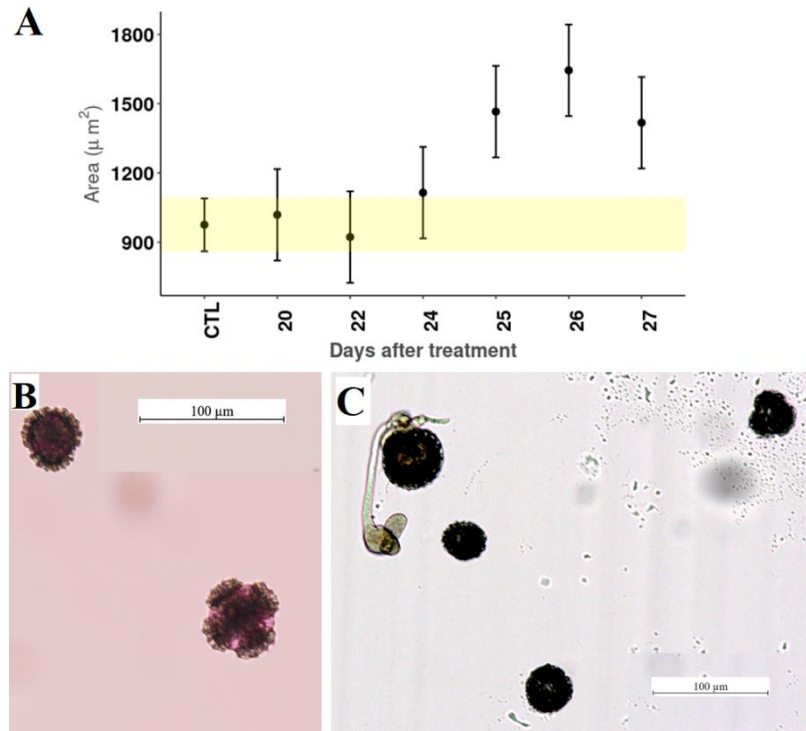 A
1800
1500
1200
900
Area (μ m²)
CTL
20
22
24
25
26
27
Days after treatment
B
100 μm
C
100 μm